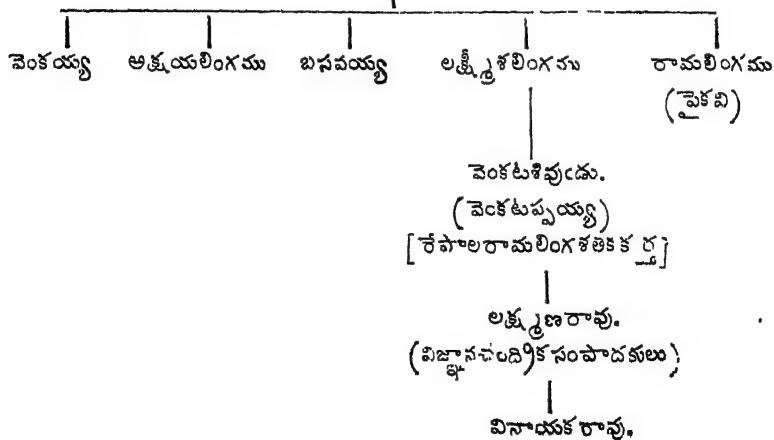 వెంకయ్య అక్షయలింగము బసవయ్య లక్ష్మీశలింగము రామలింగము
(పైకవి)
వెంకటశివుఁడు.
(వెంకటప్పయ్య)
[రేపాలరామలింగశతకకర్త]
లక్ష్మణరావు.
(విజ్ఞానచంద్రికసంపాదకులు)
వినాయకరావు.